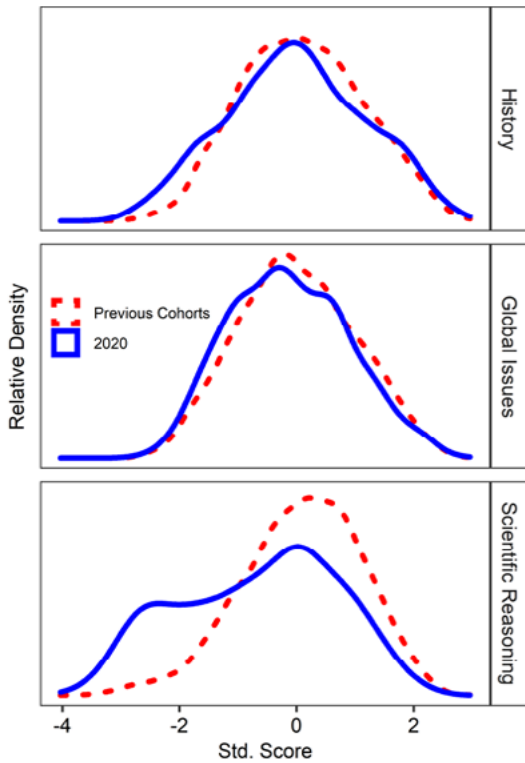 History
Relative Density
Previous Cohorts
2020
Global Issues
Scientific Reasoning
-4 -2 0 2
Std. Score